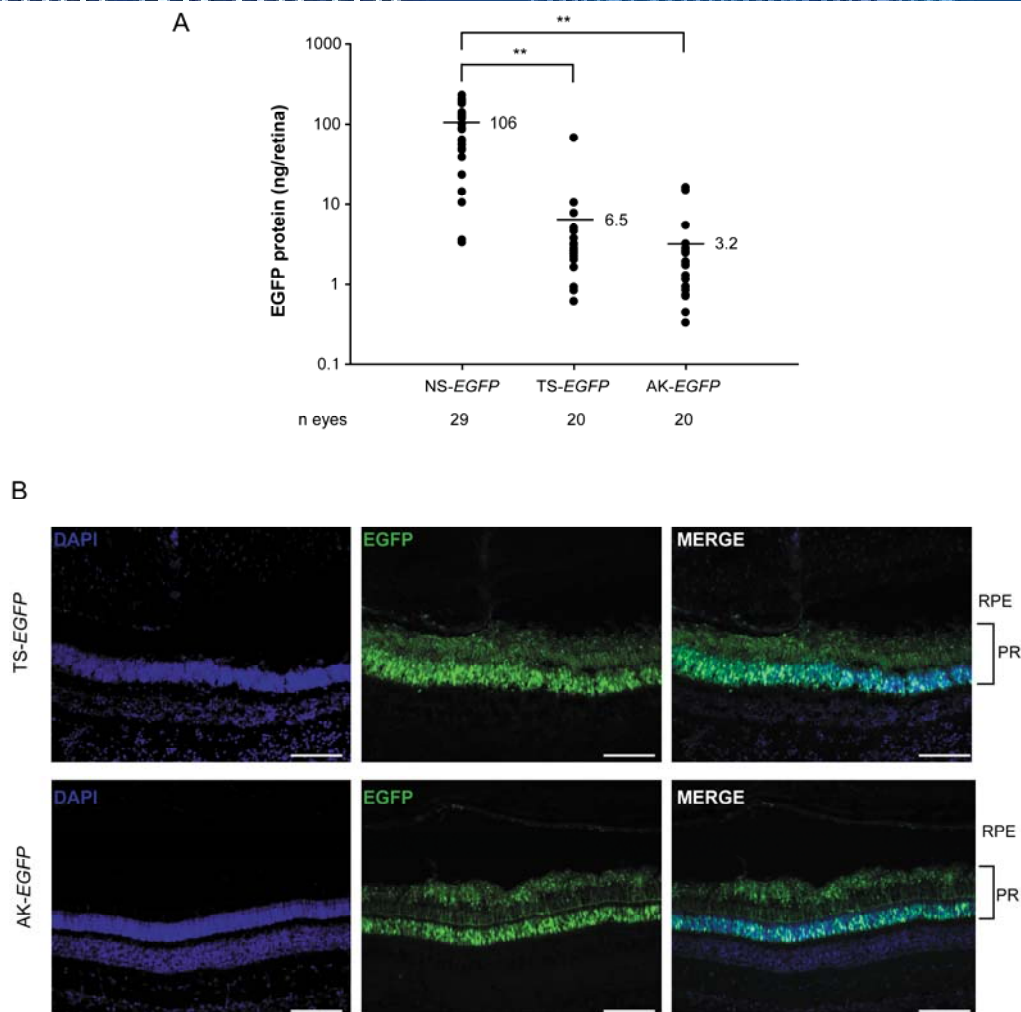 A
** 
**
1000
100
10
1
0.1
EGFP protein (ng/retina)
106
6.5
3.2
NS-EGFP TS-EGFP AK-EGFP
n eyes 29 20 20
B
TS-EGFP
DAPI EGFP MERGE
RPE
PR
AK-EGFP
DAPI EGFP MERGE
RPE
PR